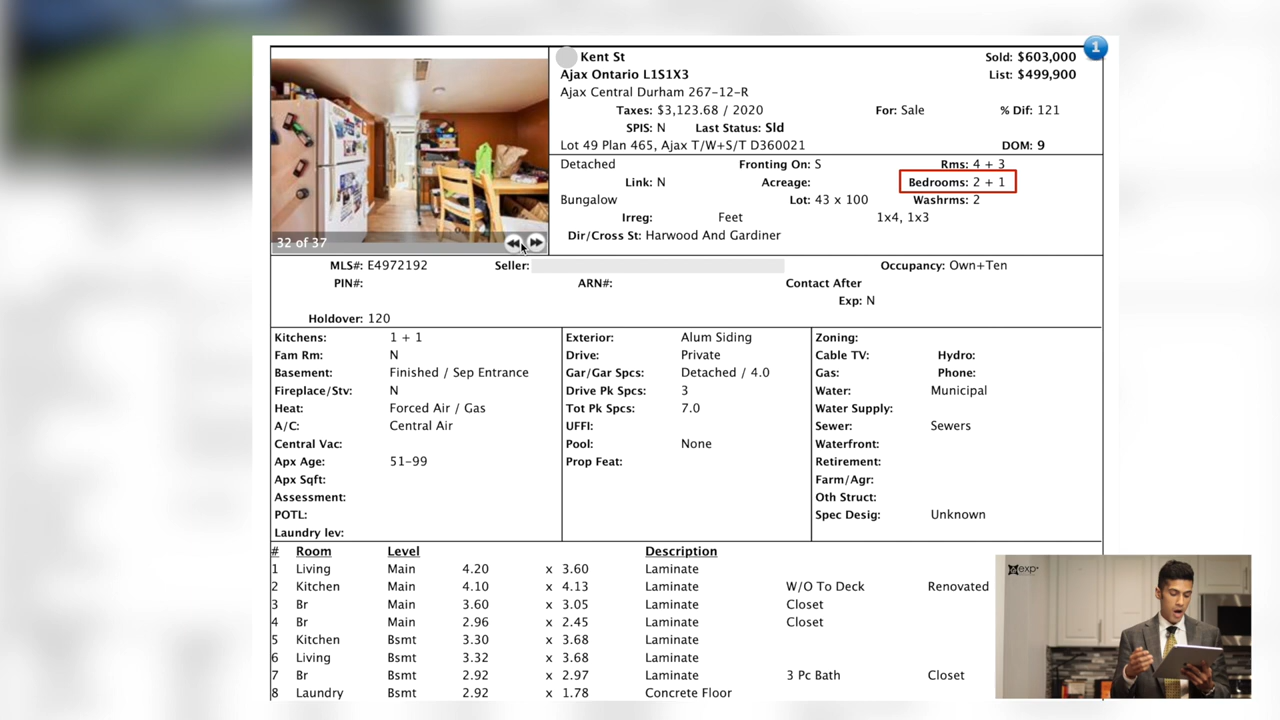 1
Kent St Sold: $603,000
Ajax Ontario L1S1X3 List: $499,900
Ajax Central Durham 267-12-R
Taxes: $3,123.68 / 2020 For: Sale % Dif: 121
SPIS: N Last Status: Sld
Lot 49 Plan 465, Ajax T/W+S/T D360021 DOM: 9
Detached Fronting On: S Rms: 4 + 3
Link: N Acreage: Bedrooms: 2 + 1
Bungalow Lot: 43 x 100 Washrms: 2
Irreg: Feet 1x4, 1x3
Dir/Cross St: Harwood And Gardiner
32 of 37
MLS#: E4972192 Seller: Occupancy: Own+Ten
PIN#: ARN#: Contact After
Exp: N
Holdover: 120
Kitchens: 1 + 1 Exterior: Alum Siding Zoning:
Fam Rm: N Drive: Private Cable TV: Hydro:
Basement: Finished / Sep Entrance Gar/Gar Spcs: Detached / 4.0 Gas: Phone:
Fireplace/Stv: N Drive Pk Spcs: 3 Water: Municipal
Heat: Forced Air / Gas Tot Pk Spcs: 7.0 Water Supply:
A/C: Central Air UFFI: Sewer: Sewers
Central Vac: Pool: None Waterfront:
Apx Age: 51-99 Prop Feat: Retirement:
Apx Sqft: Farm/Agr:
Assessment: Oth Struct:
POTL: Spec Desig: Unknown
Laundry lev:
# Room Level Description
1 Living Main 4.20 x 3.60 Laminate
2 Kitchen Main 4.10 x 4.13 Laminate W/O To Deck Renovated
3 Br Main 3.60 x 3.05 Laminate Closet
4 Br Main 2.96 x 2.45 Laminate Closet
5 Kitchen Bsmt 3.30 x 3.68 Laminate
6 Living Bsmt 3.32 x 3.68 Laminate
7 Br Bsmt 2.92 x 2.97 Laminate 3 Pc Bath Closet
8 Laundry Bsmt 2.92 x 1.78 Concrete Floor
exp